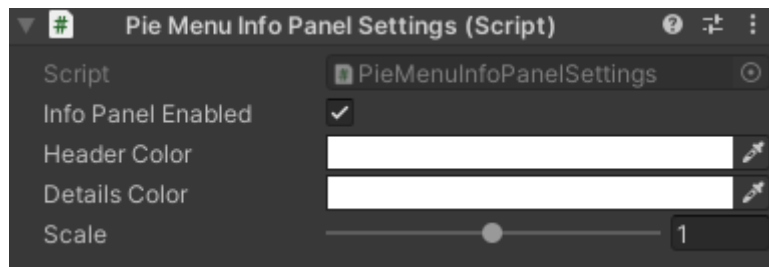 Pie Menu Info Panel Settings (Script)
Script # PieMenuInfoPanelSettings
Info Panel Enabled
Header Color
Details Color
Scale 1